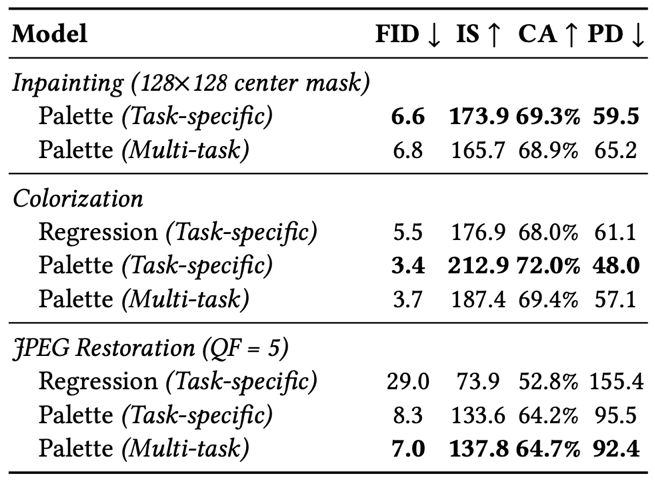 Model FID ↓ IS ↑ CA ↑ PD ↓
Inpainting (128×128 center mask)
Palette (Task-specific) 6.6 173.9 69.3% 59.5
Palette (Multi-task) 6.8 165.7 68.9% 65.2
Colorization
Regression (Task-specific) 5.5 176.9 68.0% 61.1
Palette (Task-specific) 3.4 212.9 72.0% 48.0
Palette (Multi-task) 3.7 187.4 69.4% 57.1
JPEG Restoration (QF = 5)
Regression (Task-specific) 29.0 73.9 52.8% 155.4
Palette (Task-specific) 8.3 133.6 64.2% 95.5
Palette (Multi-task) 7.0 137.8 64.7% 92.4